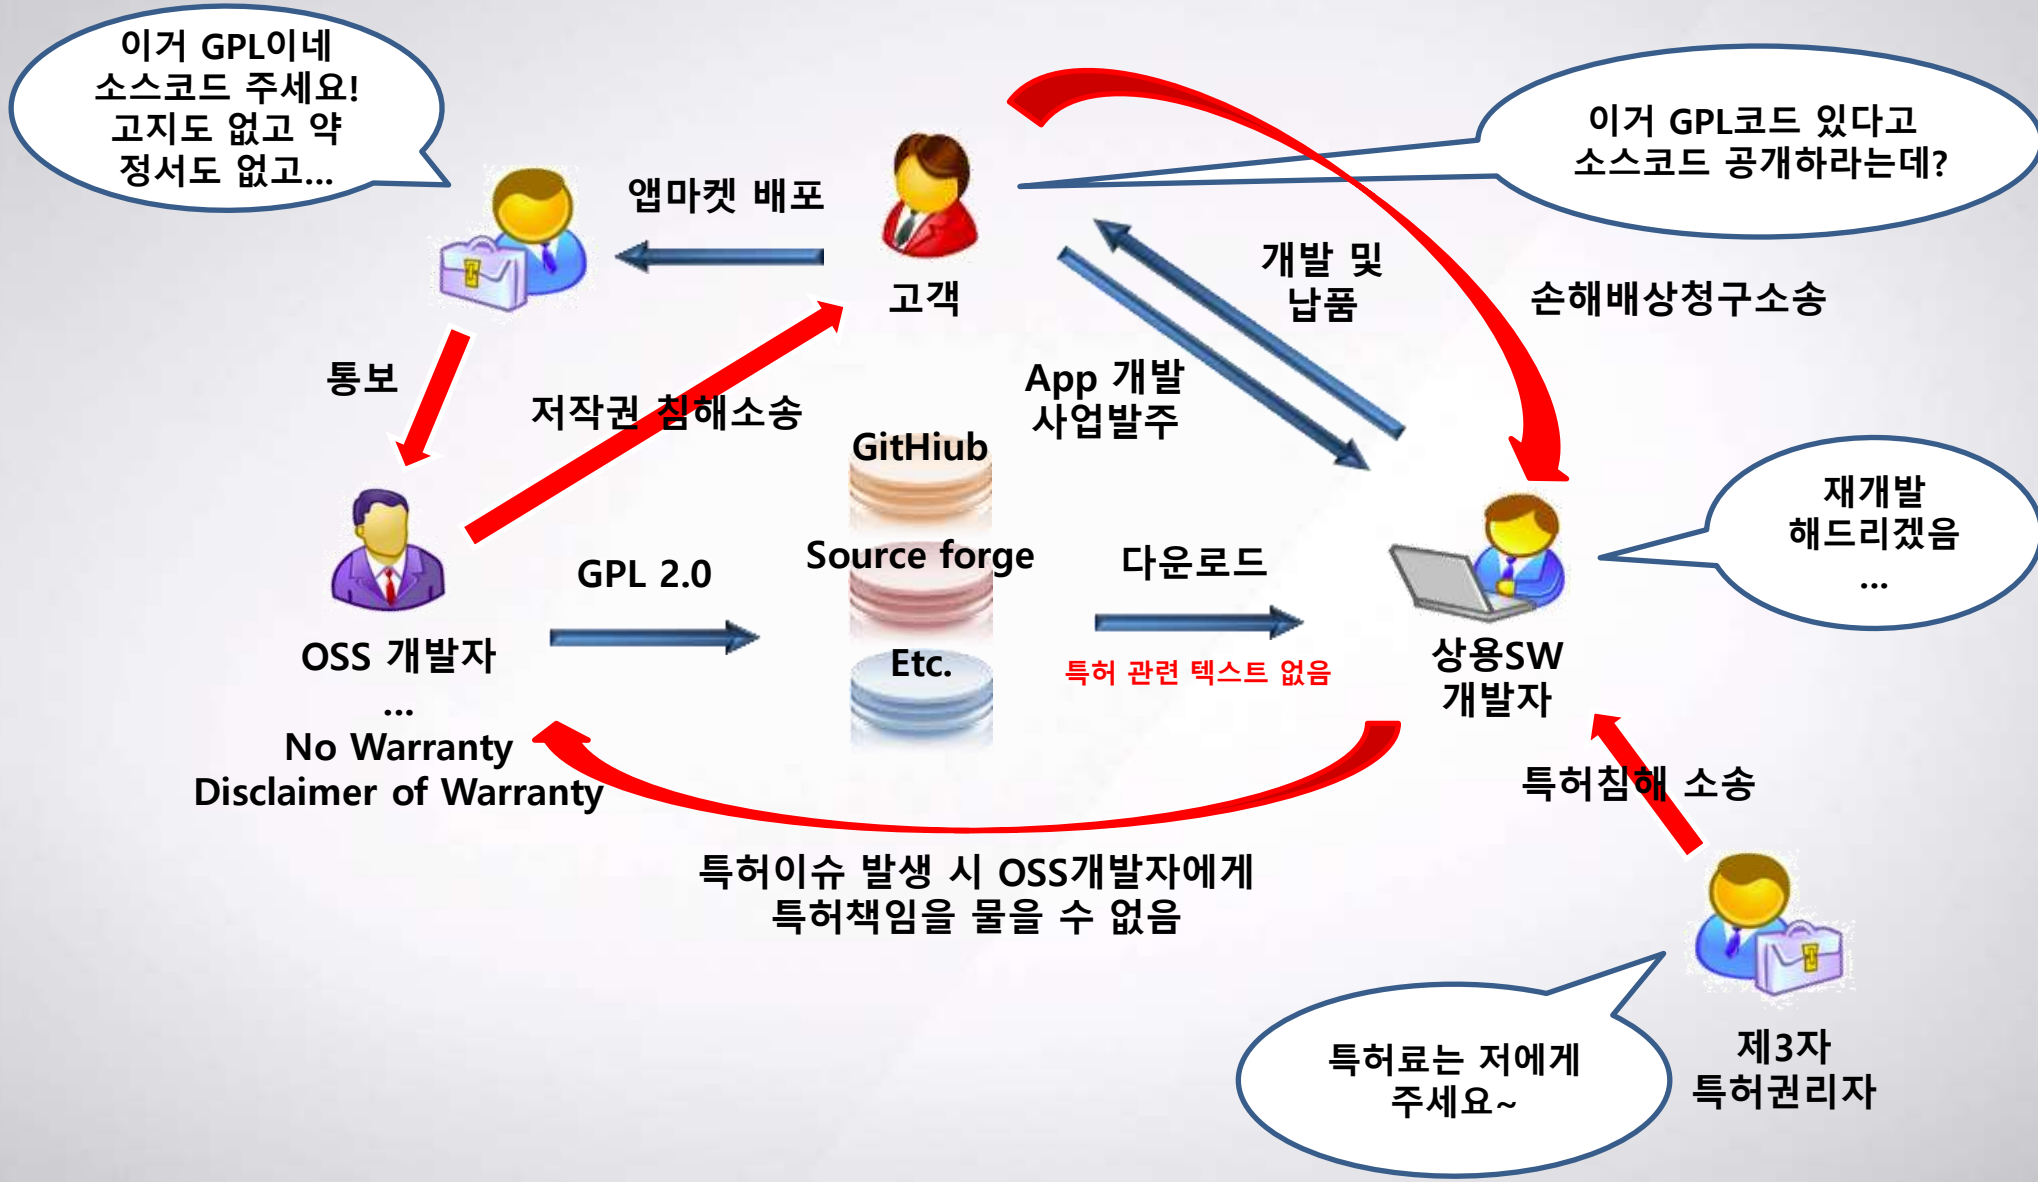 이거 GPL이네
소스코드 주세요!
고지도 없고 약
정서도 없고...
이거 GPL코드 있다고
소스코드 공개하라는데?
앱마켓 배포
고객
개발 및
납품
손해배상청구소송
통보
저작권 침해소송
App 개발
사업발주
GitHiub
Source forge
Etc.
재개발
해드리겠음
...
GPL 2.0
다운로드
특허 관련 텍스트 없음
OSS 개발자
...
No Warranty
Disclaimer of Warranty
상용SW
개발자
특허침해 소송
특허이슈 발생 시 OSS개발자에게
특허책임을 물을 수 없음
특허료는 저에게
주세요~
제3자
특허권리자